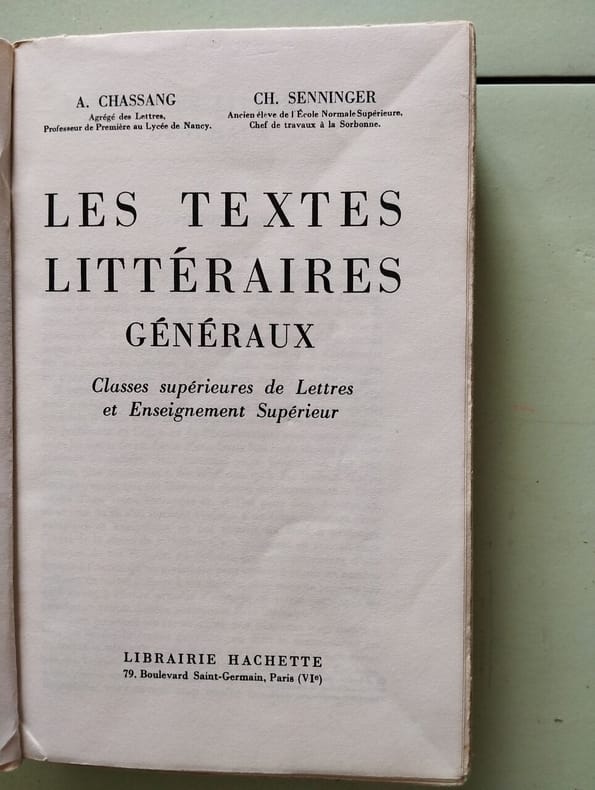 A. CHASSANG
Agrégé des Lettres,
Professeur de Première au Lycée de Nancy.
CH. SENNINGER
Ancien élève de l'École Normale Supérieure,
Chef de travaux à la Sorbonne.
LES TEXTES
LITTÉRAIRES
GÉNÉRAUX
Classes supérieures de Lettres
et Enseignement Supérieur
LIBRAIRIE HACHETTE
79. Boulevard Saint-Germain, Paris (VIe)